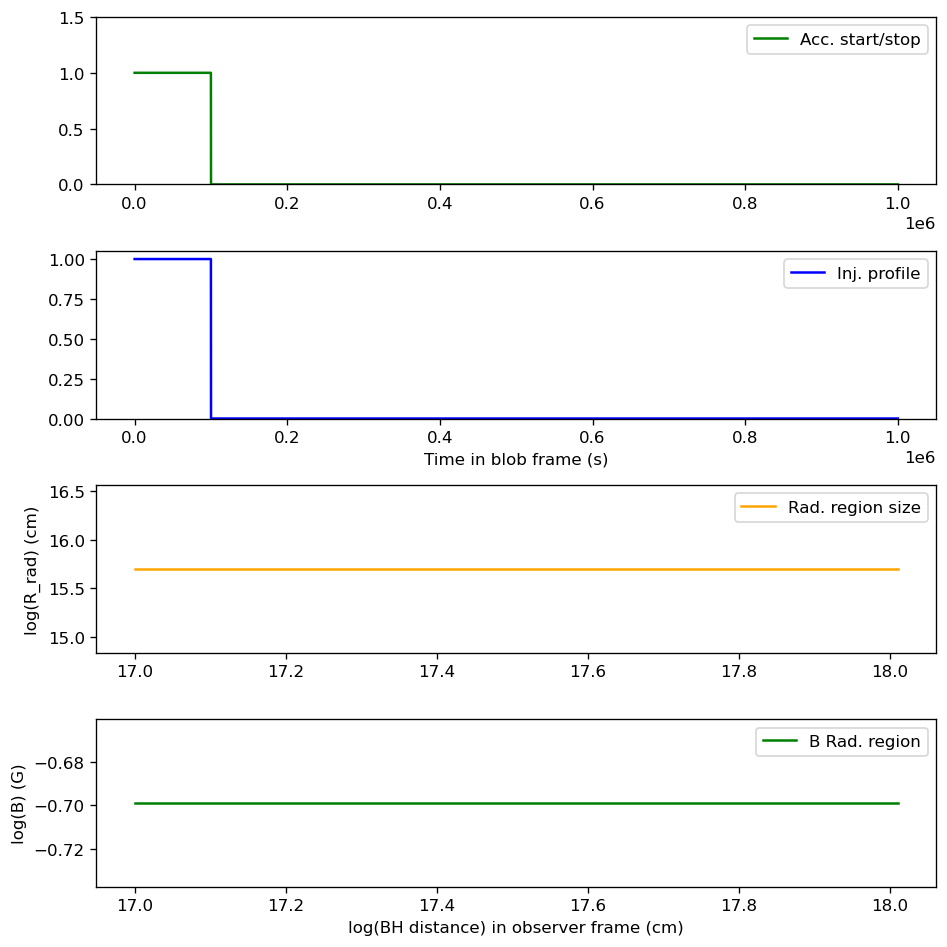 1.5
1.0
0.5
0.0
Acc. start/stop
0.0 0.2 0.4 0.6 0.8 1.0
1e6
1.00
0.75
0.50
0.25
0.00
Inj. profile
0.0 0.2 0.4 0.6 0.8 1.0
Time in blob frame (s)
1e6
log(R_rad) (cm)
16.5
16.0
15.5
15.0
Rad. region size
17.0 17.2 17.4 17.6 17.8 18.0
log(B) (G)
−0.68
−0.70
−0.72
B Rad. region
17.0 17.2 17.4 17.6 17.8 18.0
log(BH distance) in observer frame (cm)